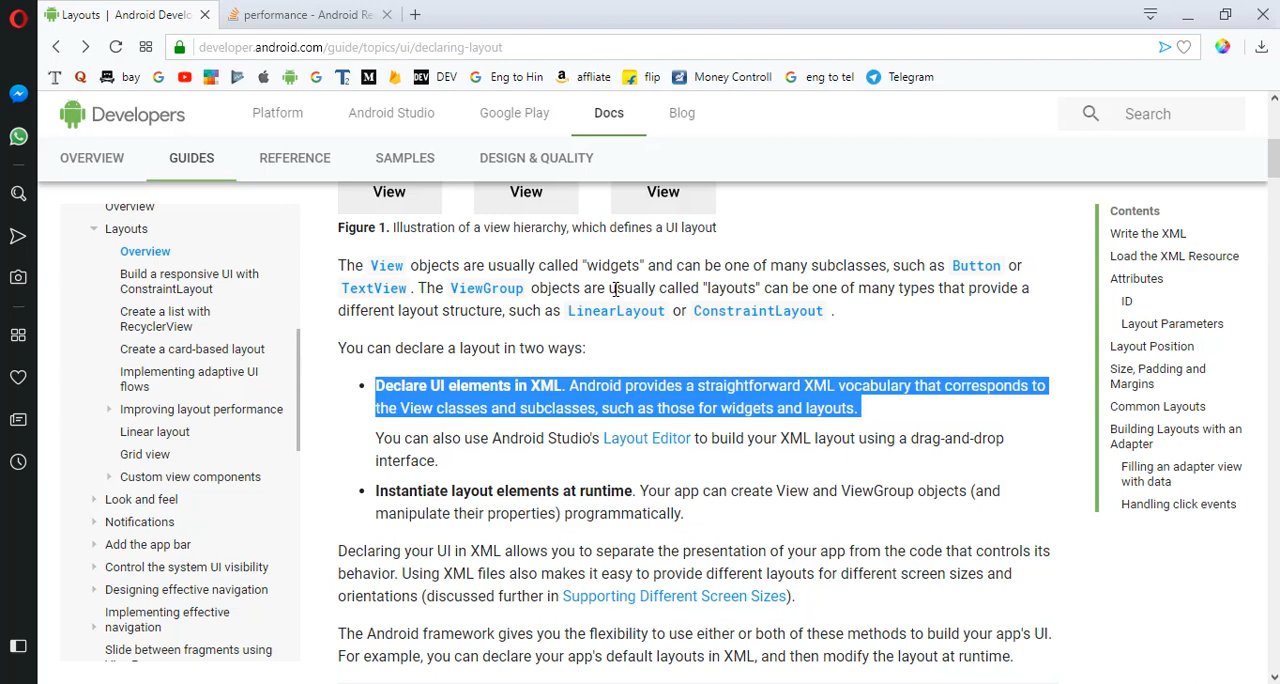 Layouts | Android Develo
performance - Android Re
developer.android.com/guide/topics/ui/declaring-layout
bay
DEV
Eng to Hin
affliate
flip
Money Controll
eng to tel
Telegram
Developers
Platform
Android Studio
Google Play
Docs
Blog
Search
OVERVIEW
GUIDES
REFERENCE
SAMPLES
DESIGN & QUALITY
Overview
Layouts
Overview
Build a responsive UI with
ConstraintLayout
Create a list with
RecyclerView
Create a card-based layout
Implementing adaptive UI
flows
Improving layout performance
Linear layout
Grid view
Custom view components
Look and feel
Notifications
Add the app bar
Control the system UI visibility
Designing effective navigation
Implementing effective
navigation
Slide between fragments using
View View View
Figure 1. Illustration of a view hierarchy, which defines a UI layout
The View objects are usually called "widgets" and can be one of many subclasses, such as Button or
TextView. The ViewGroup objects are usually called "layouts" can be one of many types that provide a
different layout structure, such as LinearLayout or ConstraintLayout .
You can declare a layout in two ways:
• Declare UI elements in XML. Android provides a straightforward XML vocabulary that corresponds to
the View classes and subclasses, such as those for widgets and layouts.
You can also use Android Studio's Layout Editor to build your XML layout using a drag-and-drop
interface.
• Instantiate layout elements at runtime. Your app can create View and ViewGroup objects (and
manipulate their properties) programmatically.
Declaring your UI in XML allows you to separate the presentation of your app from the code that controls its
behavior. Using XML files also makes it easy to provide different layouts for different screen sizes and
orientations (discussed further in Supporting Different Screen Sizes).
The Android framework gives you the flexibility to use either or both of these methods to build your app's UI.
For example, you can declare your app's default layouts in XML, and then modify the layout at runtime.
Contents
Write the XML
Load the XML Resource
Attributes
ID
Layout Parameters
Layout Position
Size, Padding and
Margins
Common Layouts
Building Layouts with an
Adapter
Filling an adapter view
with data
Handling click events